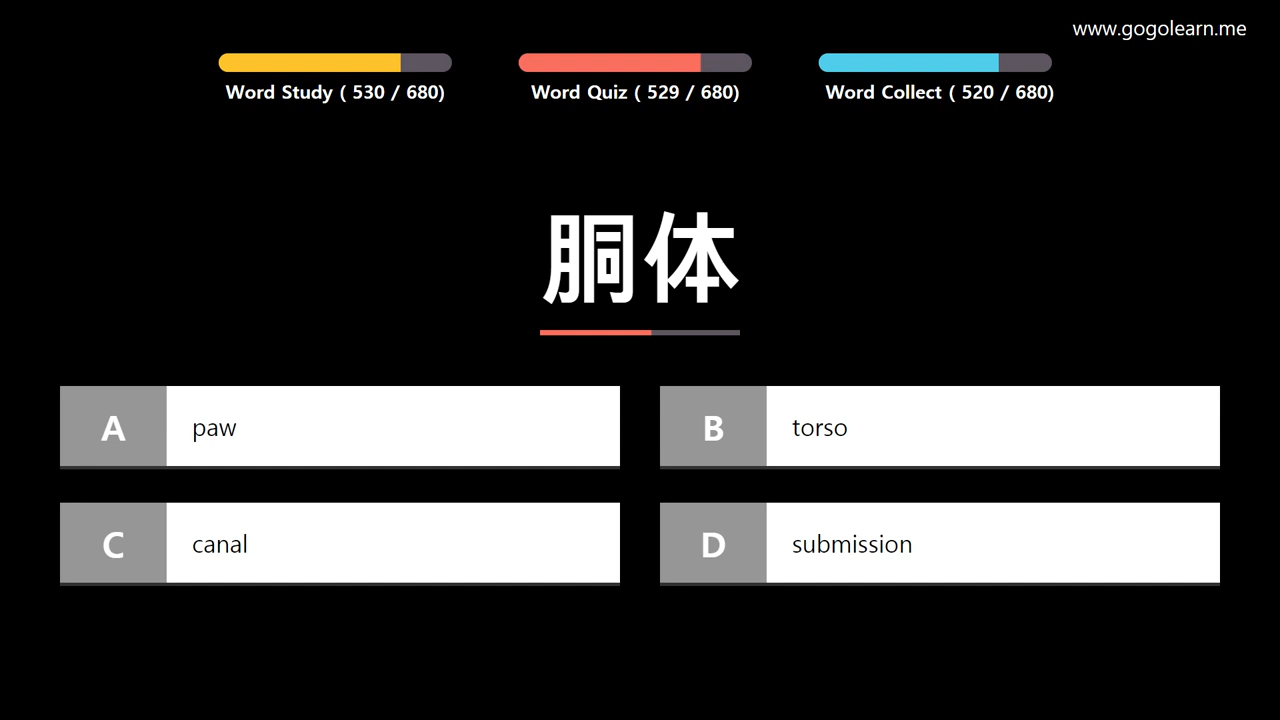 www.gogolearn.me
Word Study ( 530 / 680)
Word Quiz ( 529 / 680)
Word Collect ( 520 / 680)
胴体
A paw
B torso
C canal
D submission